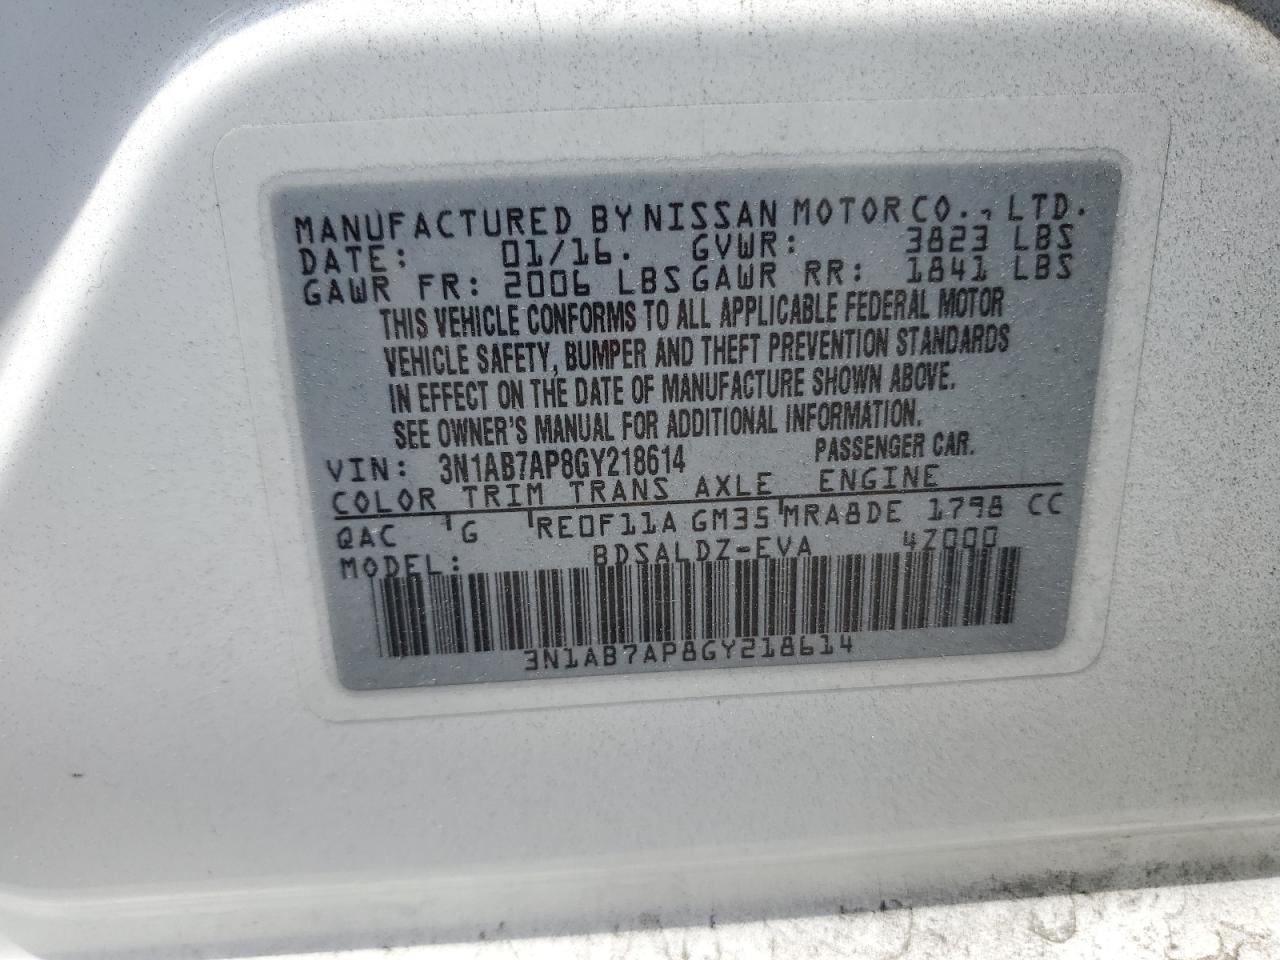 MANUFACTURED BY NISSAN MOTOR CO., LTD.
DATE: 01/16. GVWR: 3823 LBS
GAWR FR: 2006 LBS GAWR RR: 1841 LBS
THIS VEHICLE CONFORMS TO ALL APPLICABLE FEDERAL MOTOR
VEHICLE SAFETY, BUMPER AND THEFT PREVENTION STANDARDS
IN EFFECT ON THE DATE OF MANUFACTURE SHOWN ABOVE.
SEE OWNER'S MANUAL FOR ADDITIONAL INFORMATION.
VIN: 3N1AB7AP8GY218614 PASSENGER CAR.
COLOR TRIM TRANS AXLE ENGINE
QAC G RE0F11A GM35 MRA8DE 1798 CC
MODEL: BDSALDZ-EVA 4Z000
3N1AB7AP8GY218614